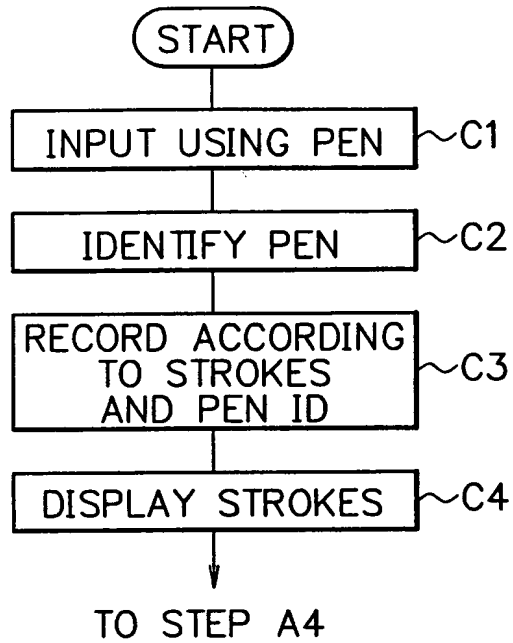 START
INPUT USING PEN
C1
IDENTIFY PEN
C2
RECORD ACCORDING
TO STROKES
AND PEN ID
C3
DISPLAY STROKES
C4
TO STEP A4